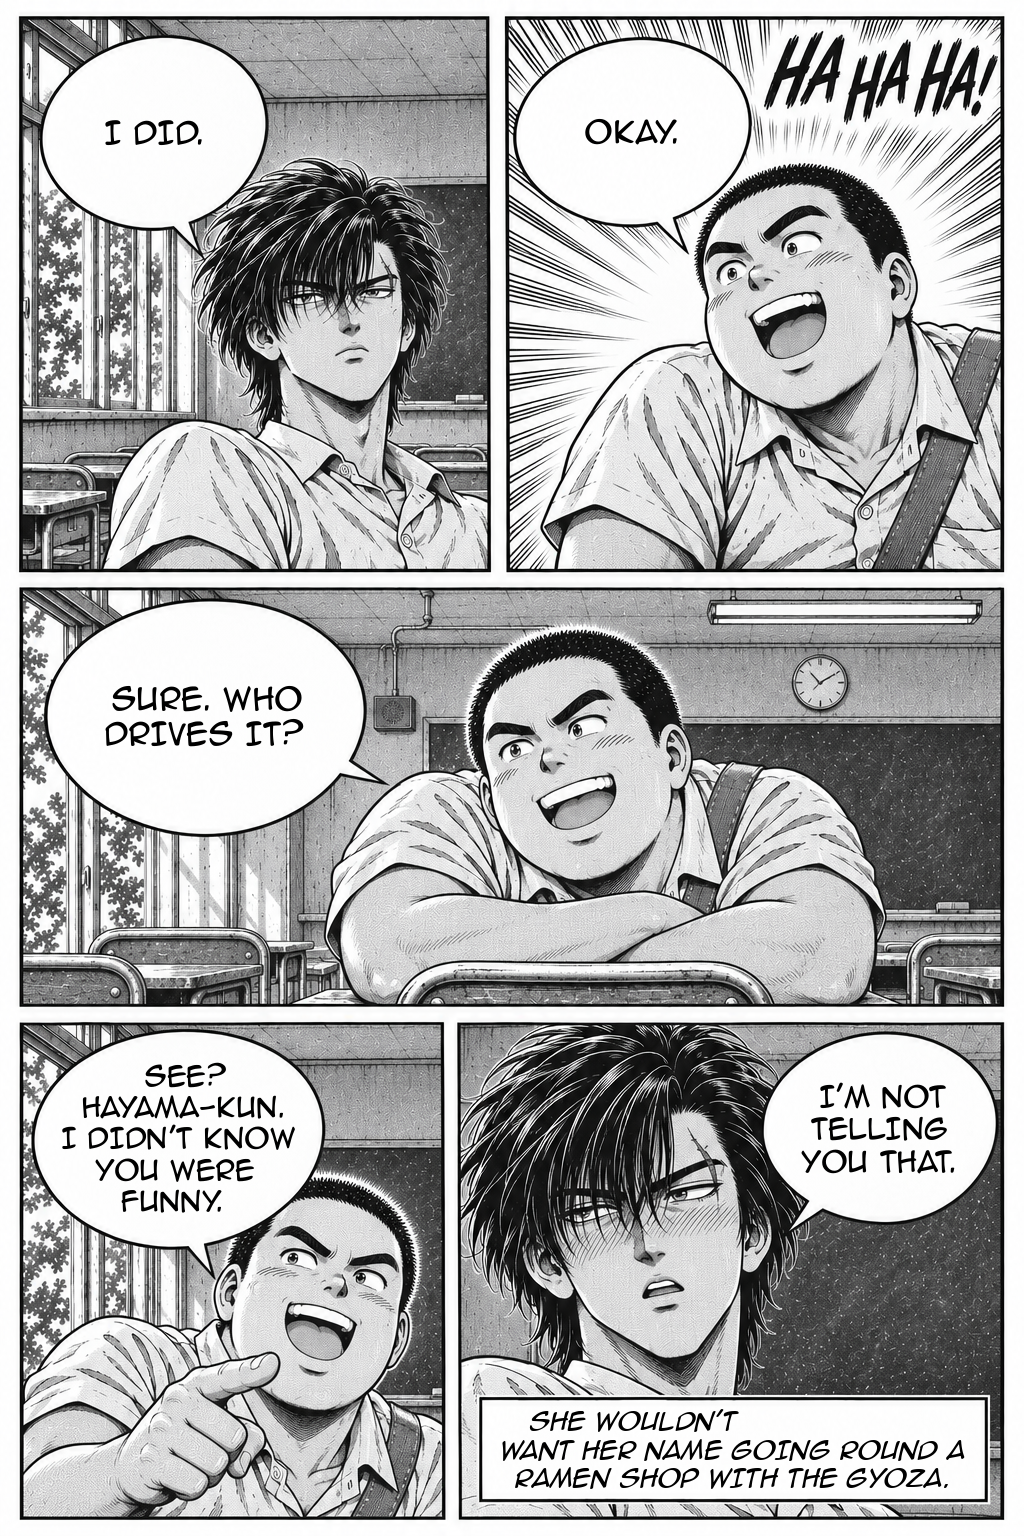 I DID.
OKAY.
HA HA HA!
SURE. WHO
DRIVES IT?
SEE?
HAYAMA-KUN.
I DIDN'T KNOW
YOU WERE
FUNNY.
I'M NOT
TELLING
YOU THAT.
SHE WOULDN'T
WANT HER NAME GOING ROUND A
RAMEN SHOP WITH THE GYOZA.